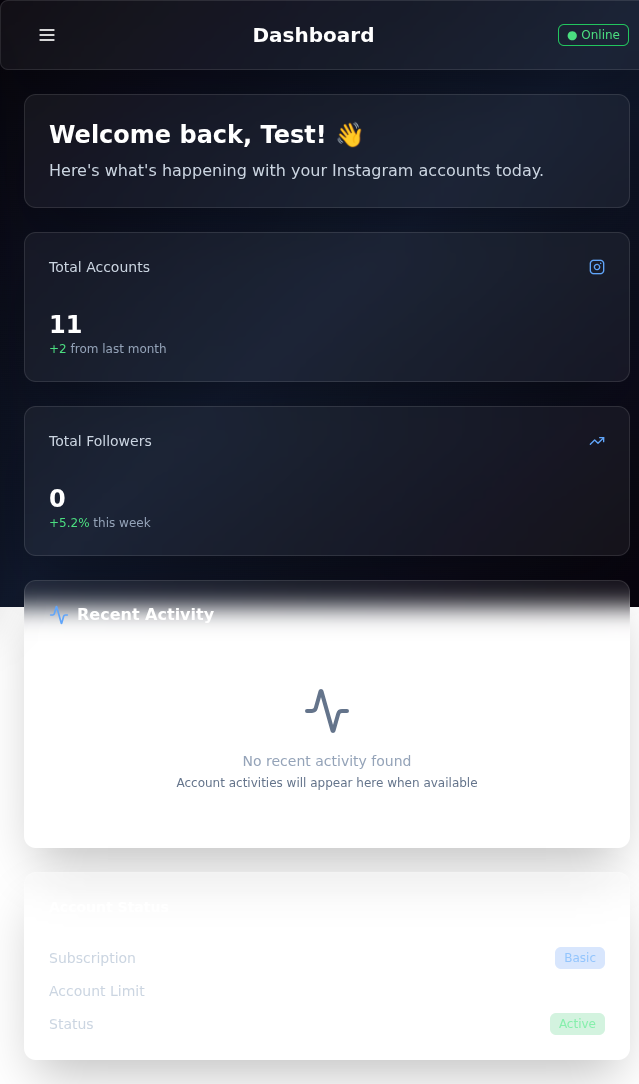 Dashboard
Online
Welcome back, Test! 👋
Here's what's happening with your Instagram accounts today.
Total Accounts
11
+2 from last month
Total Followers
0
+5.2% this week
Recent Activity
No recent activity found
Account activities will appear here when available
Account Status
Subscription
Basic
Account Limit
Status
Active